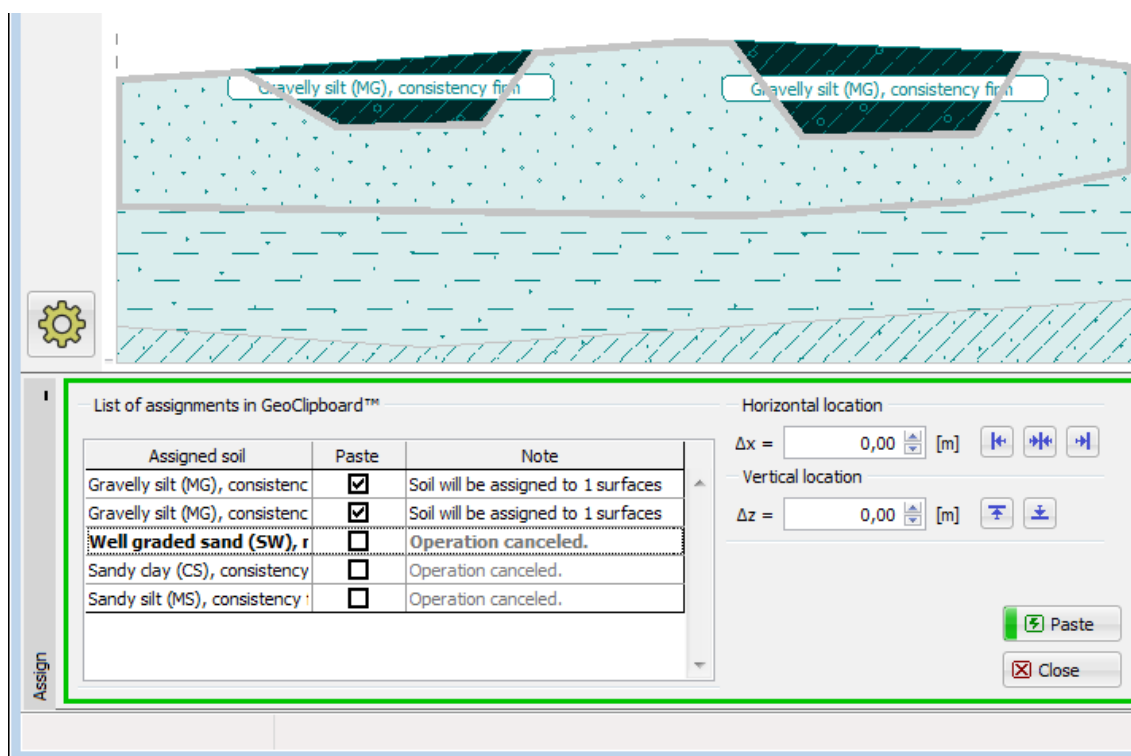 Gravelly silt (MG), consistency firm Gravelly silt (MG), consistency firm
List of assignments in GeoClipboard™
Assigned soil Paste Note
Gravelly silt (MG), consistenc Soil will be assigned to 1 surfaces
Gravelly silt (MG), consistenc Soil will be assigned to 1 surfaces
Well graded sand (SW), r Operation canceled.
Sandy clay (CS), consistency Operation canceled.
Sandy silt (MS), consistency Operation canceled.
Horizontal location
Δx = 0,00 [m]
Vertical location
Δz = 0,00 [m]
Paste
Close
Assign